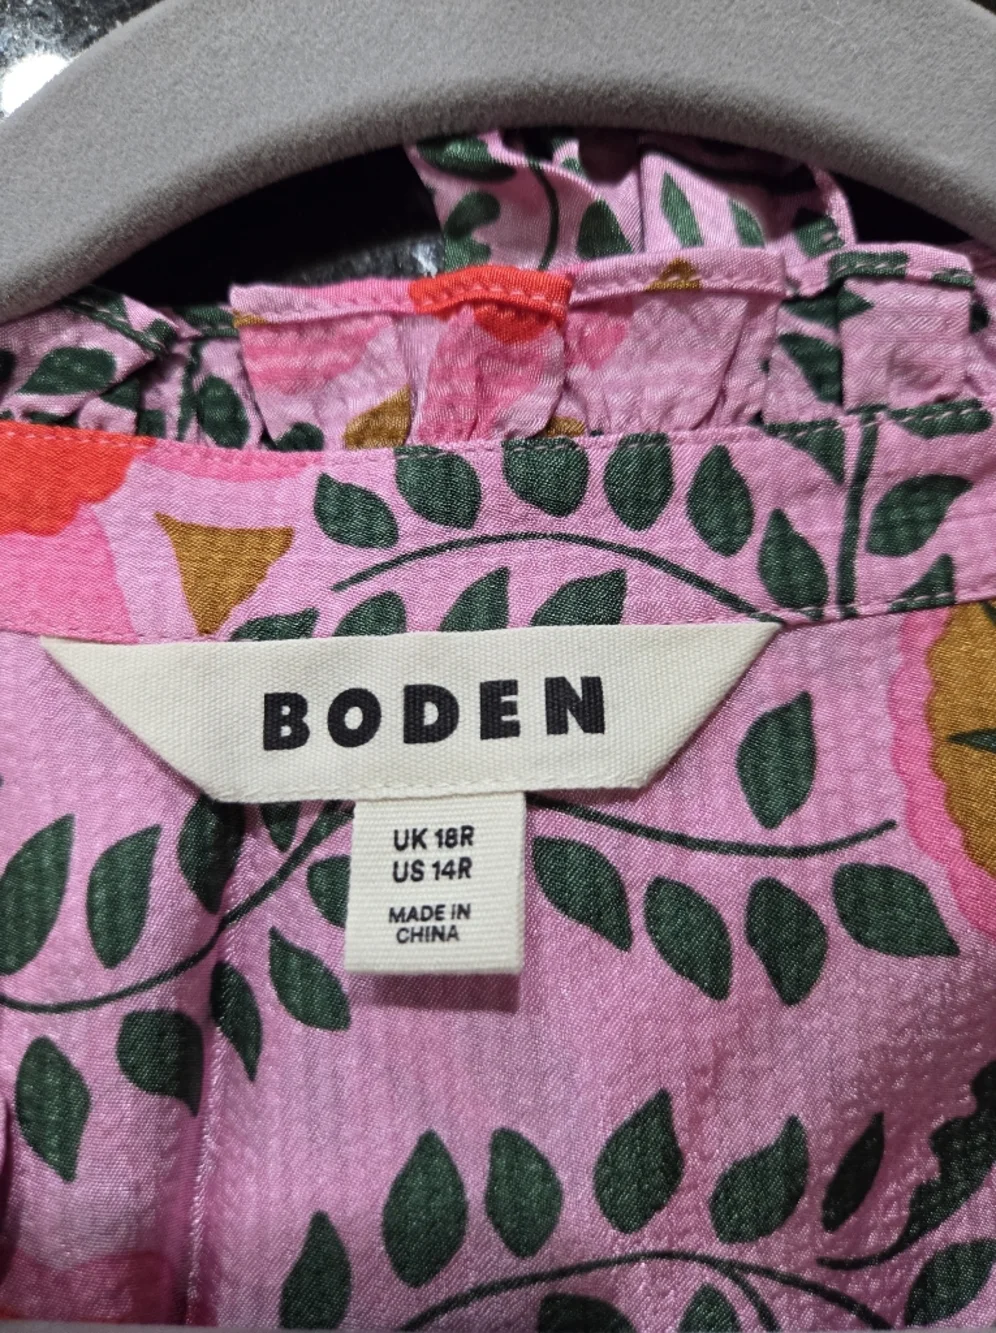 BODEN
UK 18R
US 14R
MADE IN
CHINA